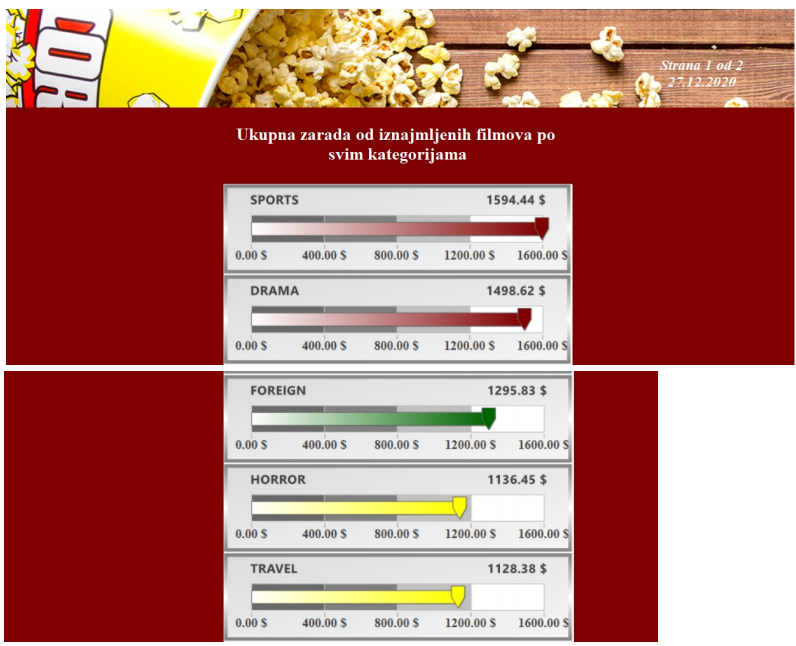 Strana 1 od 2
27.12.2020
Ukupna zarada od iznajmljenih filmova po
svim kategorijama
SPORTS 1594.44 $
0.00 $ 400.00 $ 800.00 $ 1200.00 $ 1600.00 $
DRAMA 1498.62 $
0.00 $ 400.00 $ 800.00 $ 1200.00 $ 1600.00 $
FOREIGN 1295.83 $
0.00 $ 400.00 $ 800.00 $ 1200.00 $ 1600.00 $
HORROR 1136.45 $
0.00 $ 400.00 $ 800.00 $ 1200.00 $ 1600.00 $
TRAVEL 1128.38 $
0.00 $ 400.00 $ 800.00 $ 1200.00 $ 1600.00 $